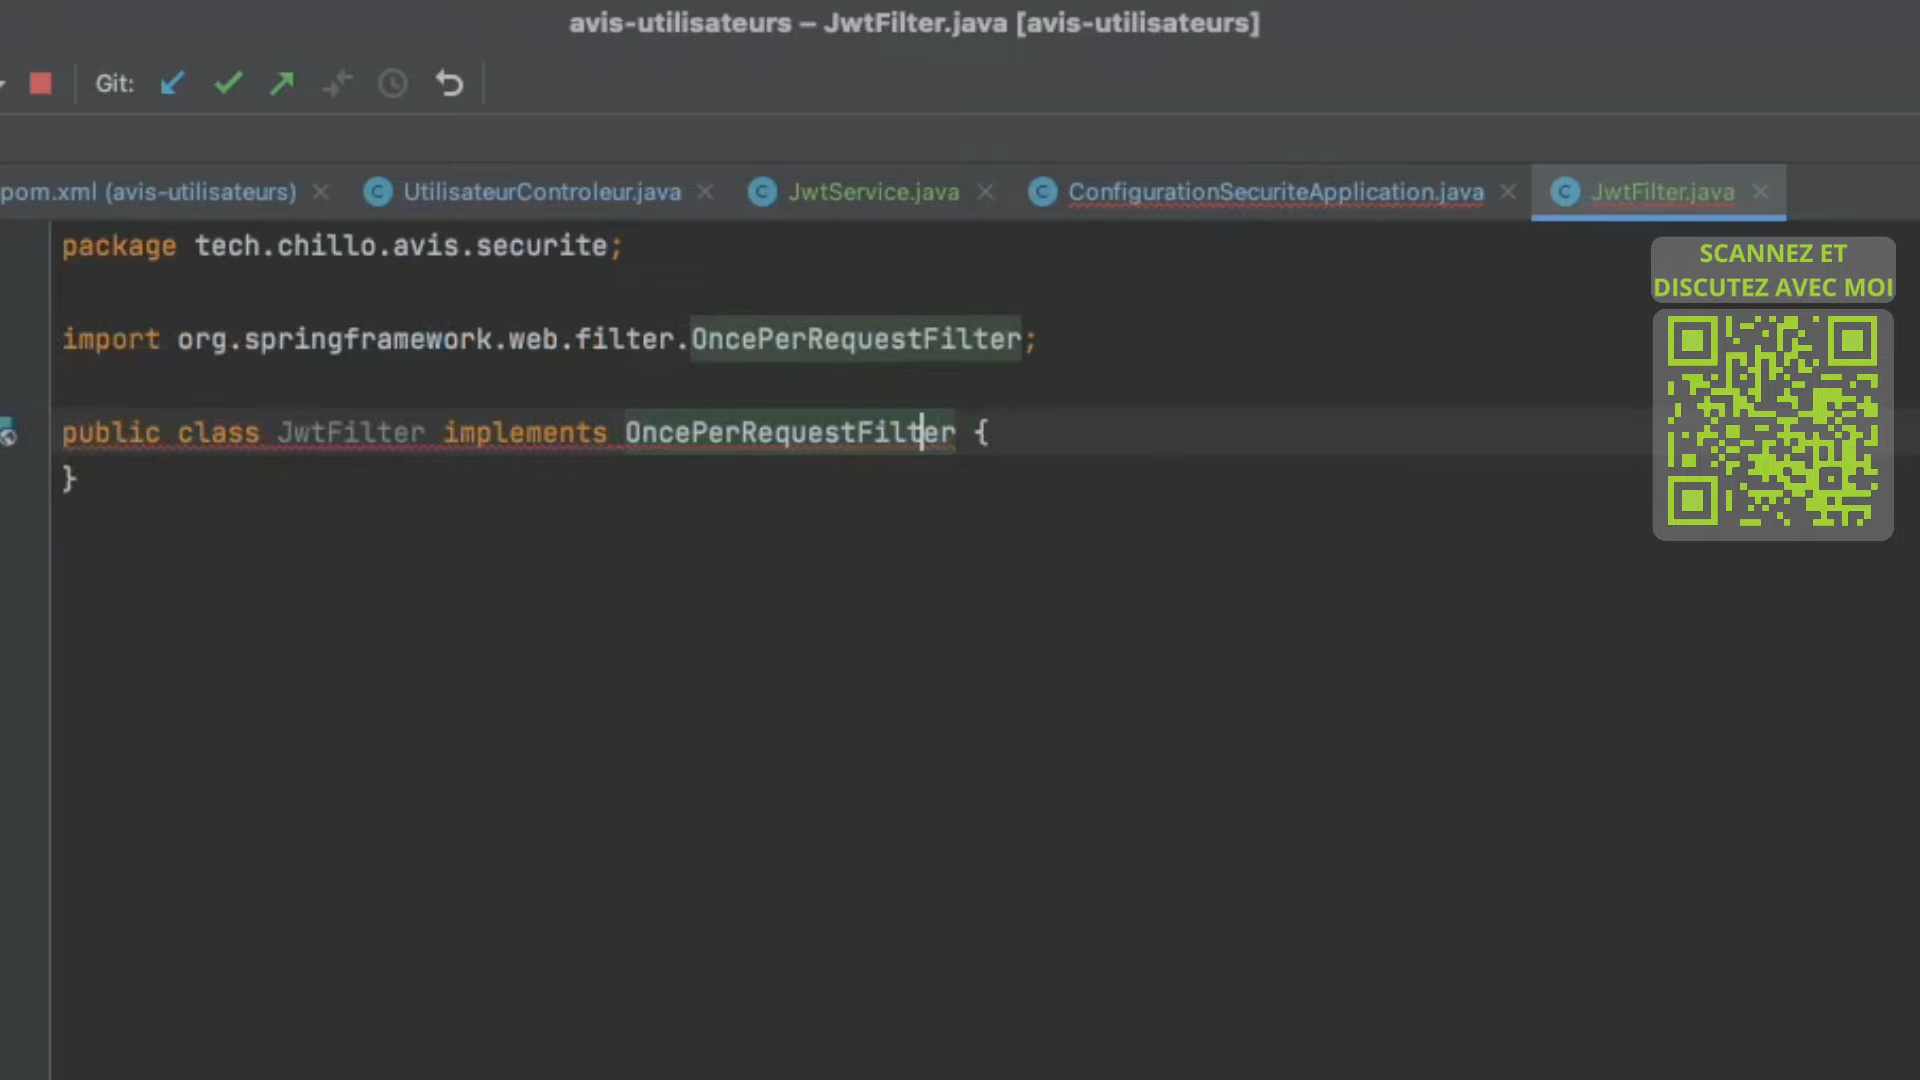 avis-utilisateurs – JwtFilter.java [avis-utilisateurs]
Git:
pom.xml (avis-utilisateurs)
UtilisateurControleur.java
JwtService.java
ConfigurationSecuriteApplication.java
JwtFilter.java
package tech.chillo.avis.securite;
import org.springframework.web.filter.OncePerRequestFilter;
public class JwtFilter implements OncePerRequestFilter {
}
SCANNEZ ET
DISCUTEZ AVEC MOI